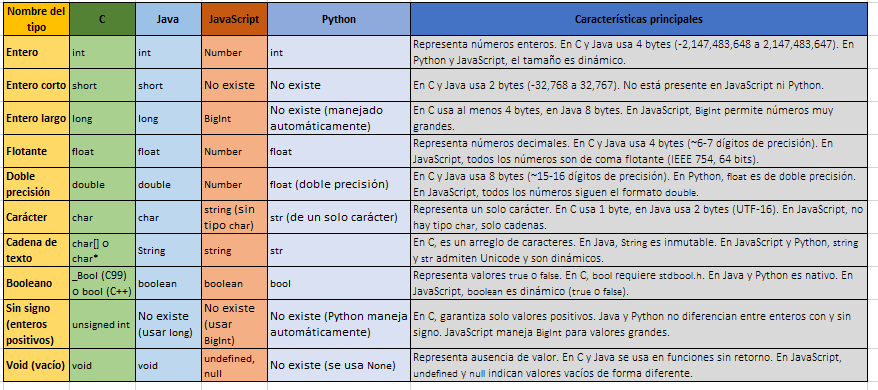 Nombre del tipo | C | Java | JavaScript | Python | Características principales
Entero | int | int | Number | int | Representa números enteros. En C y Java usa 4 bytes (-2,147,483,648 a 2,147,483,647). En Python y JavaScript, el tamaño es dinámico.
Entero corto | short | short | No existe | No existe | En C y Java usa 2 bytes (-32,768 a 32,767). No está presente en JavaScript ni Python.
Entero largo | long | long | BigInt | No existe (manejado automáticamente) | En C usa al menos 4 bytes, en Java 8 bytes. En JavaScript, BigInt permite números muy grandes.
Flotante | float | float | Number | float | Representa números decimales. En C y Java usa 4 bytes (~6-7 dígitos de precisión). En JavaScript, todos los números son de coma flotante (IEEE 754, 64 bits).
Doble precisión | double | double | Number | float (doble precisión) | En C y Java usa 8 bytes (~15-16 dígitos de precisión). En Python, float es de doble precisión. En JavaScript, todos los números siguen el formato double.
Carácter | char | char | string (sin tipo char) | str (de un solo carácter) | Representa un solo carácter. En C usa 1 byte, en Java usa 2 bytes (UTF-16). En JavaScript, no hay tipo char, solo cadenas.
Cadena de texto | char[] o char* | String | string | str | En C, es un arreglo de caracteres. En Java, String es inmutable. En JavaScript y Python, string y str admiten Unicode y son dinámicos.
Booleano | _Bool (C99) o bool (C++) | boolean | boolean | bool | Representa valores true o false. En C, bool requiere stdbool.h. En Java y Python es nativo. En JavaScript, boolean es dinámico (true o false).
Sin signo (enteros positivos) | unsigned int | No existe (usar long) | No existe (usar BigInt) | No existe (Python maneja automáticamente) | En C, garantiza solo valores positivos. Java y Python no diferencian entre enteros con y sin signo. JavaScript maneja BigInt para valores grandes.
Void (vacío) | void | void | undefined, null | No existe (se usa None) | Representa ausencia de valor. En C y Java se usa en funciones sin retorno. En JavaScript, undefined y null indican valores vacíos de forma diferente.